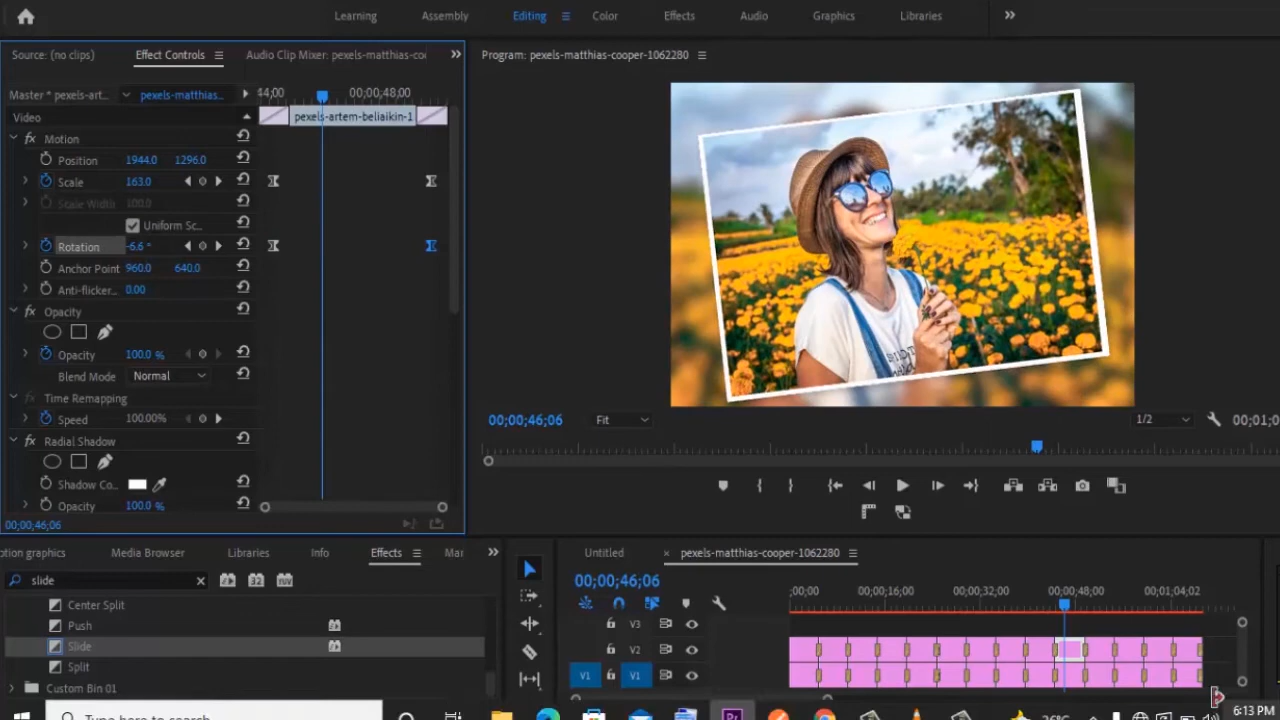 Learning Assembly Editing Color Effects Audio Graphics Libraries
Source: (no clips) Effect Controls Audio Clip Mixer: pexels-matthias-coo
Program: pexels-matthias-cooper-1062280
Master * pexels-art... pexels-matthias... 44;00 00;00;48;00
Video pexels-artem-beliaikin-1
fx Motion
Position 1944.0 1296.0
Scale 163.0
Scale Width 100.0
Uniform Sc...
Rotation -6.6 °
Anchor Point 960.0 640.0
Anti-flicker... 0.00
fx Opacity
Opacity 100.0 %
Blend Mode Normal
Time Remapping
Speed 100.00%
fx Radial Shadow
Shadow Co...
Opacity 100.0 %
00;00;46;06
00;00;46;06 Fit 1/2 00;01;0
otion graphics Media Browser Libraries Info Effects Mar
slide
Center Split
Push
Slide
Split
Custom Bin 01
Untitled × pexels-matthias-cooper-1062280
00;00;46;06
;00;00 00;00;16;00 00;00;32;00 00;00;48;00 00;01;04;02
V3
V2
V1 V1
Type here to search
Pr
26°C
6:13 PM